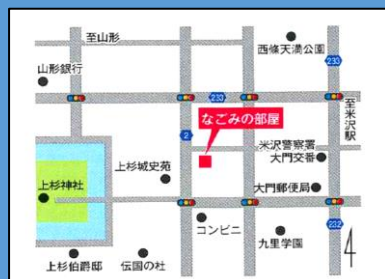 至山形
西條天満公園
233
山形銀行
233
至米沢駅
なごみの部屋
2
米沢警察署
大門交番
上杉城史苑
上杉神社
大門郵便局
コンビニ
232
九里学園
上杉伯爵邸
伝国の杜